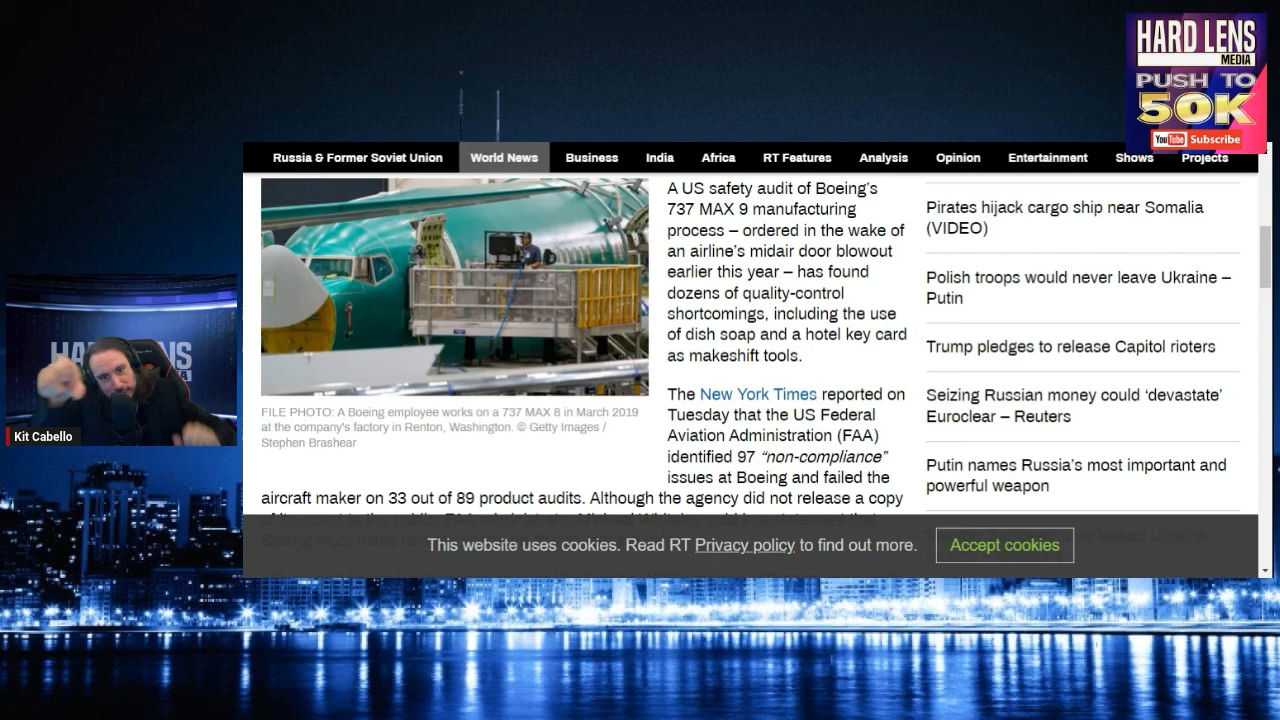 HARD LENS
MEDIA
PUSH TO
50K
YouTube Subscribe
Russia & Former Soviet Union World News Business India Africa RT Features Analysis Opinion Entertainment Shows Projects
A US safety audit of Boeing's
737 MAX 9 manufacturing
process – ordered in the wake of
an airline's midair door blowout
earlier this year – has found
dozens of quality-control
shortcomings, including the use
of dish soap and a hotel key card
as makeshift tools.
FILE PHOTO: A Boeing employee works on a 737 MAX 8 in March 2019
at the company's factory in Renton, Washington. © Getty Images /
Stephen Brashear
The New York Times reported on
Tuesday that the US Federal
Aviation Administration (FAA)
identified 97 "non-compliance"
issues at Boeing and failed the
aircraft maker on 33 out of 89 product audits. Although the agency did not release a copy
Pirates hijack cargo ship near Somalia
(VIDEO)
Polish troops would never leave Ukraine –
Putin
Trump pledges to release Capitol rioters
Seizing Russian money could 'devastate'
Euroclear – Reuters
Putin names Russia's most important and
powerful weapon
This website uses cookies. Read RT Privacy policy to find out more. Accept cookies
Kit Cabello